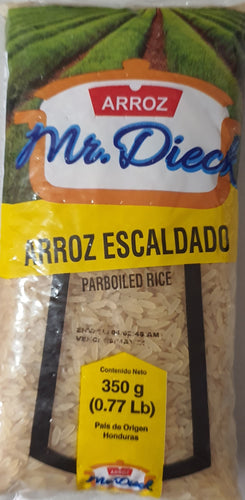 ARROZ
Mr. Dieck
ARROZ ESCALDADO
PARBOILED RICE
Contenido Neto
350 g
(0.77 Lb)
País de Origen
Honduras
ARROZ
Mr. Dieck